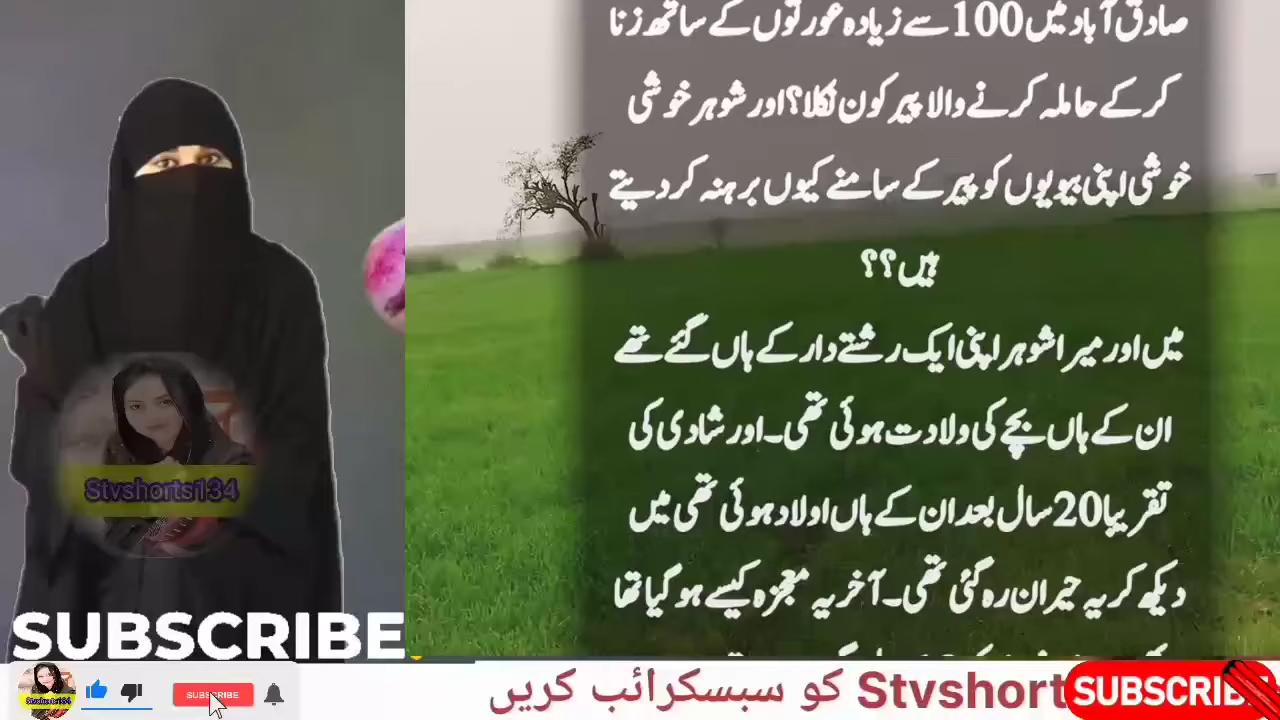 صادق آباد میں 100 سے زیادہ عورتوں کے ساتھ زنا
کرکے حاملہ کرنے والا پیر کون نکلا؟ اور شوہر خوشی
خوشی اپنی بیویوں کو پیر کے سامنے کیوں برہنہ کر دیتے
ہیں؟؟
میں اور میرا شوہر اپنی ایک رشتے دار کے ہاں گئے تھے
ان کے ہاں بچے کی ولادت ہوئی تھی۔ اور شادی کی
تقریبا 20 سال بعد ان کے ہاں اولاد ہوئی تھی میں
دیکھ کر یہ حیران رہ گئی تھی۔ آخر یہ معجزہ کیسے ہو گیا تھا
Stvshorts134
SUBSCRIBE
Stvshorts134
SUBSCRIBE
Stvshort کو سبسکرائب کریں
SUBSCRIBE